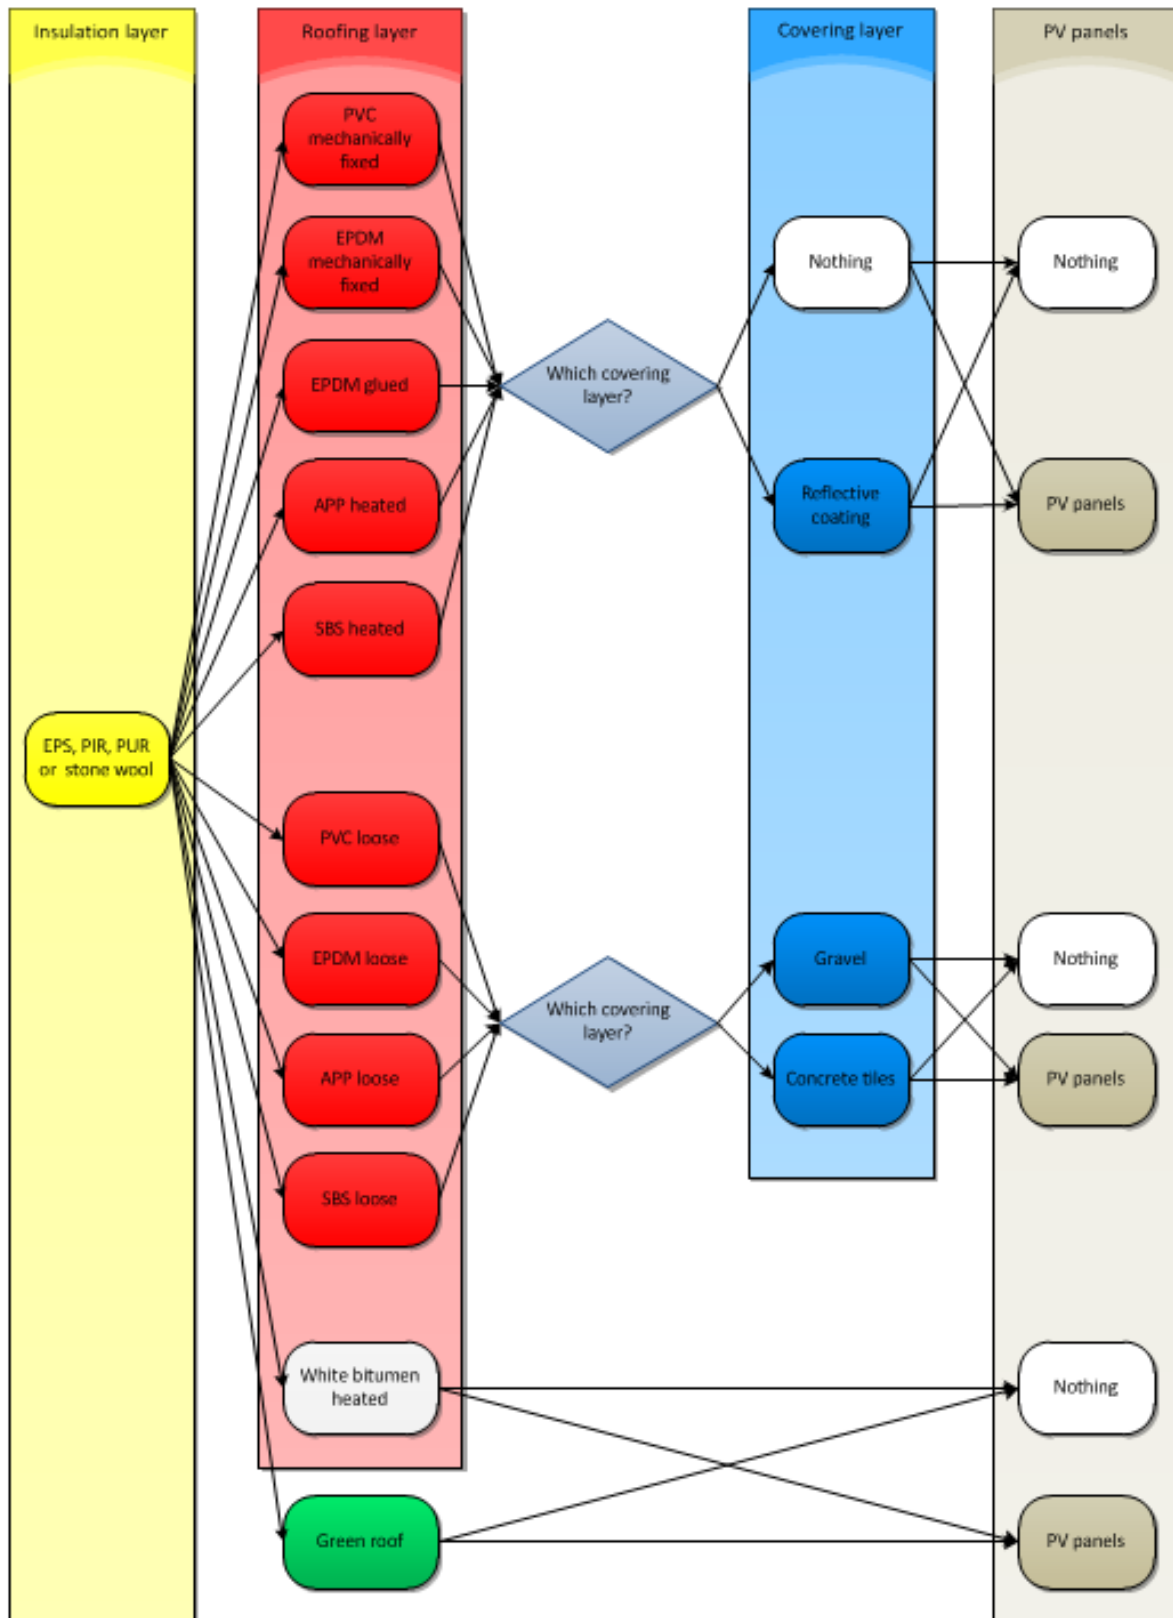 Insulation layer
Roofing layer
Covering layer
PV panels
PVC
mechanically
fixed
EPDM
mechanically
fixed
Nothing
Nothing
EPDM glued
Which covering
layer?
APP heated
Reflective
coating
PV panels
SBS heated
EPS, PIR, PUR
or stone wool
PVC loose
EPDM loose
Gravel
Nothing
Which covering
layer?
APP loose
Concrete tiles
PV panels
SBS loose
White bitumen
heated
Nothing
Green roof
PV panels